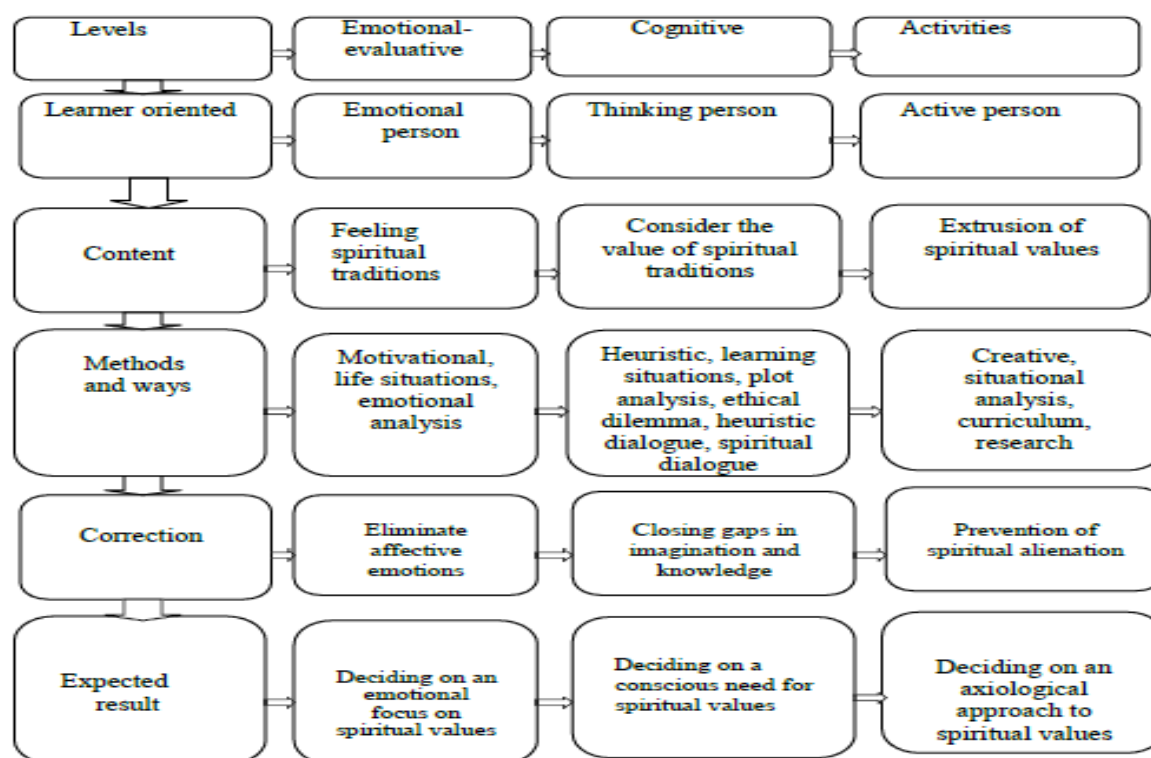 Levels
Emotional-
evaluative
Cognitive
Activities
Learner oriented
Emotional
person
Thinking person
Active person
Content
Feeling
spiritual
traditions
Consider the
value of spiritual
traditions
Extrusion of
spiritual values
Methods
and ways
Motivational,
life situations,
emotional
analysis
Heuristic, learning
situations, plot
analysis, ethical
dilemma, heuristic
dialogue, spiritual
dialogue
Creative,
situational
analysis,
curriculum,
research
Correction
Eliminate
affective
emotions
Closing gaps in
imagination and
knowledge
Prevention of
spiritual alienation
Expected
result
Deciding on an
emotional
focus on
spiritual values
Deciding on a
conscious need for
spiritual values
Deciding on an
axiological
approach to
spiritual values